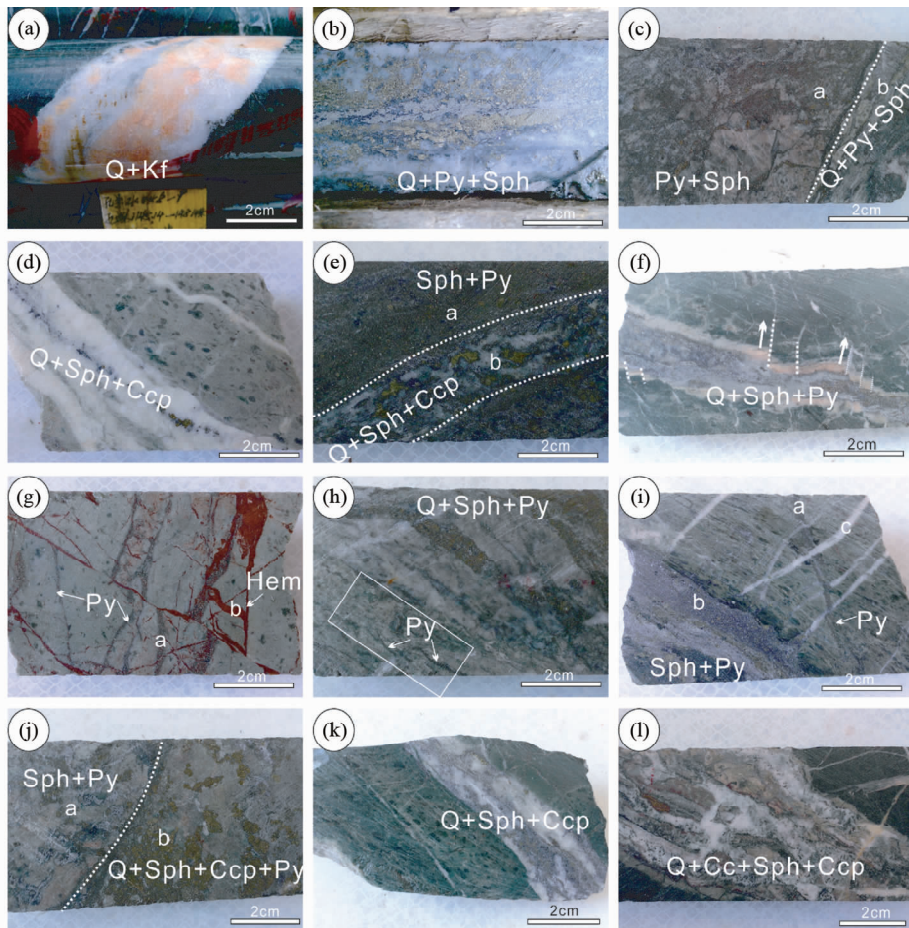 (a)
Q+Kf
2cm
(b)
Q+Py+Sph
2cm
(c)
a
b
Py+Sph
Q+Py+Sph
2cm
(d)
Q+Sph+Ccp
2cm
(e)
Sph+Py
a
b
Q+Sph+Ccp
2cm
(f)
Q+Sph+Py
2cm
(g)
Hem
Py
b
a
2cm
(h)
Q+Sph+Py
Py
2cm
(i)
a
c
b
Py
Sph+Py
2cm
(j)
Sph+Py
a
b
Q+Sph+Ccp+Py
2cm
(k)
Q+Sph+Ccp
2cm
(l)
Q+Cc+Sph+Ccp
2cm